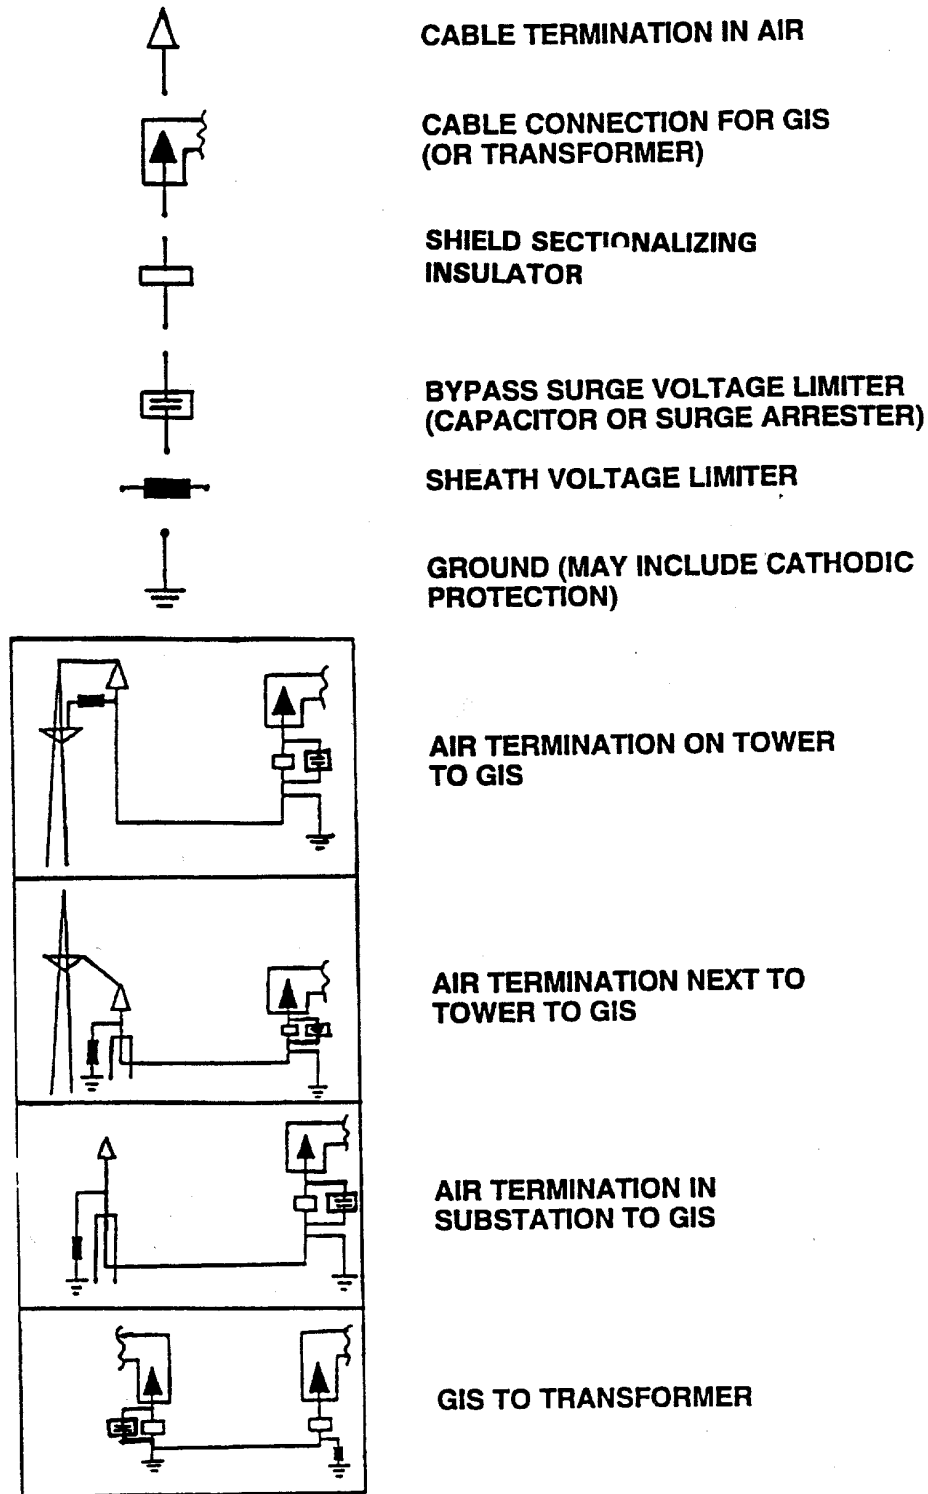 CABLE TERMINATION IN AIR
CABLE CONNECTION FOR GIS
(OR TRANSFORMER)
SHIELD SECTIONALIZING
INSULATOR
BYPASS SURGE VOLTAGE LIMITER
(CAPACITOR OR SURGE ARRESTER)
SHEATH VOLTAGE LIMITER
GROUND (MAY INCLUDE CATHODIC
PROTECTION)
AIR TERMINATION ON TOWER
TO GIS
AIR TERMINATION NEXT TO
TOWER TO GIS
AIR TERMINATION IN
SUBSTATION TO GIS
GIS TO TRANSFORMER